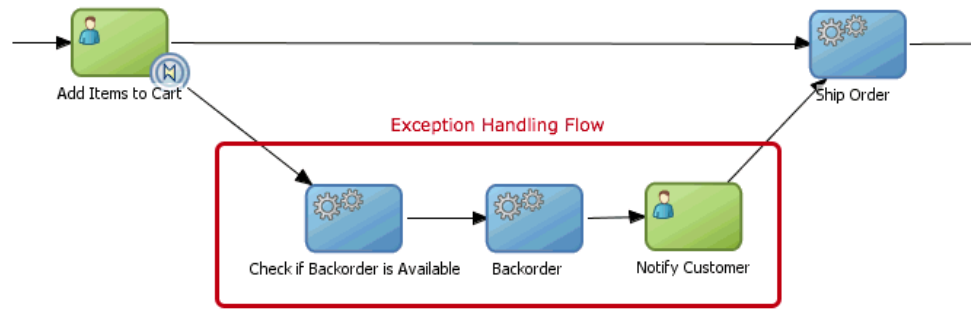 Add Items to Cart
Ship Order
Exception Handling Flow
Check if Backorder is Available
Backorder
Notify Customer